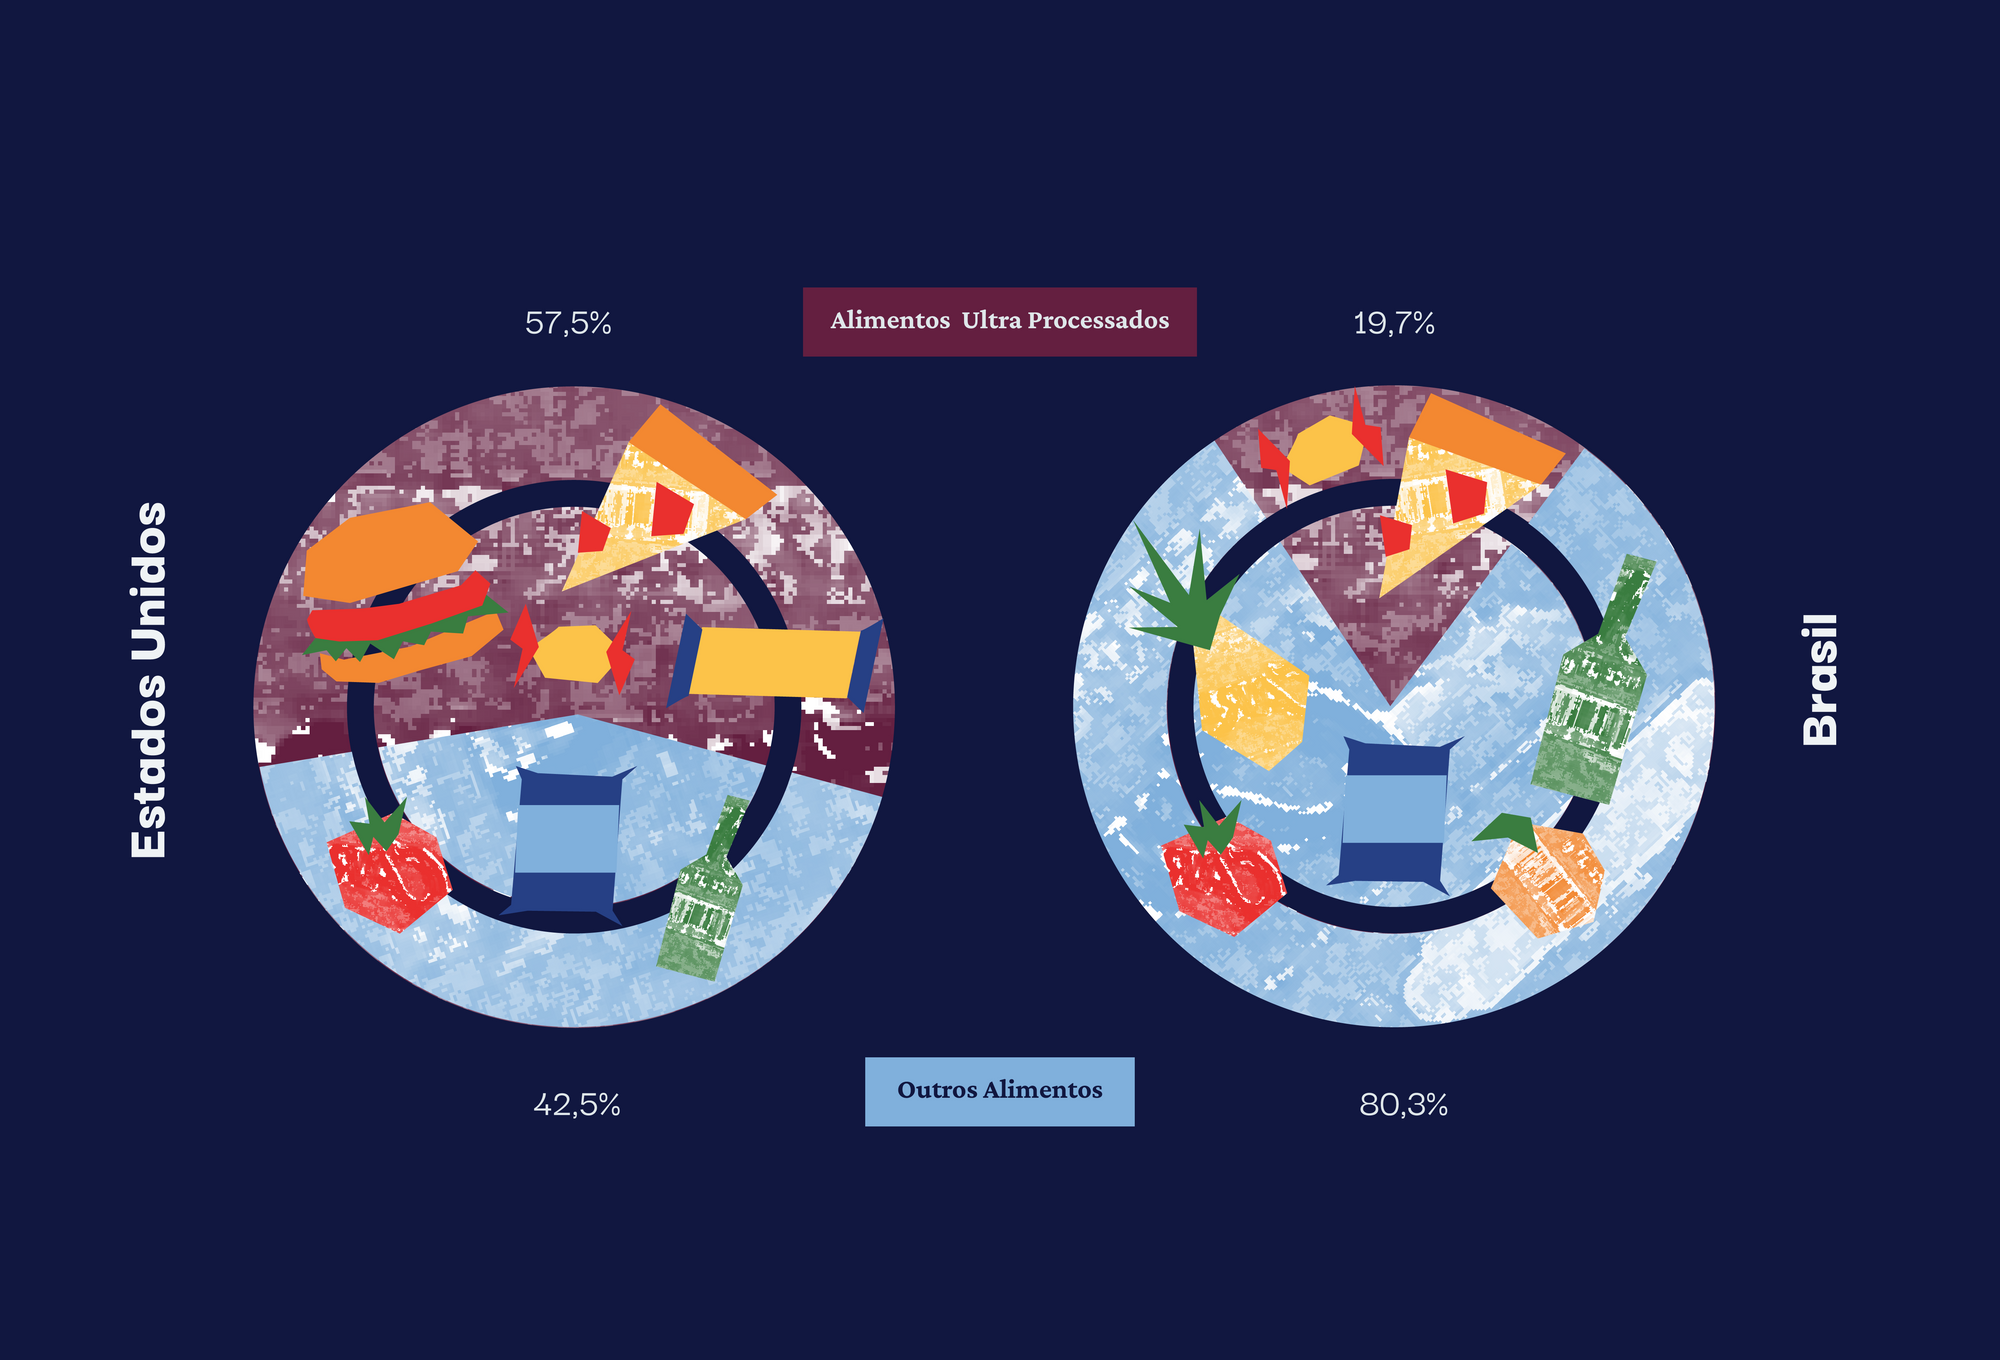 57,5%
Alimentos Ultra Processados
19,7%
Estados Unidos
Brasil
42,5%
Outros Alimentos
80,3%